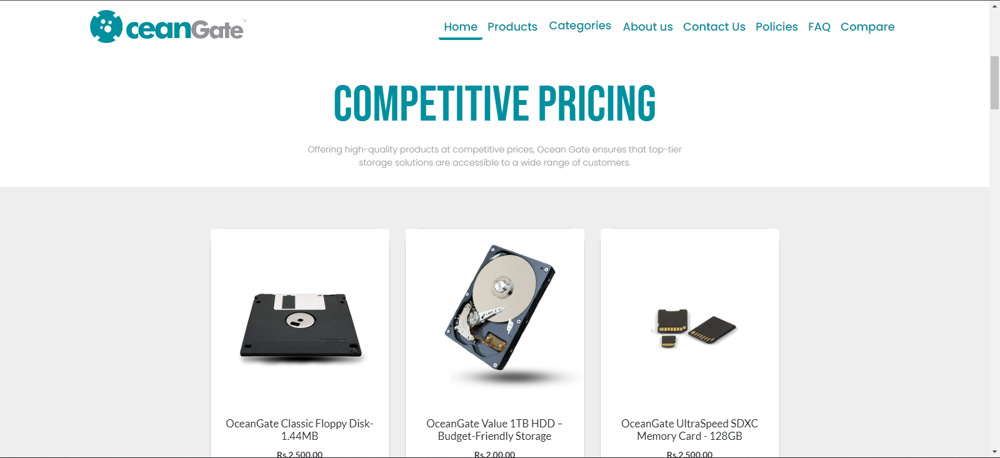 OceanGate™
Home Products Categories About us Contact Us Policies FAQ Compare
COMPETITIVE PRICING
Offering high-quality products at competitive prices, Ocean Gate ensures that top-tier
storage solutions are accessible to a wide range of customers.
OceanGate Classic Floppy Disk-
1.44MB
Rs.2,500.00
OceanGate Value 1TB HDD –
Budget-Friendly Storage
Rs.2,00.00
OceanGate UltraSpeed SDXC
Memory Card - 128GB
Rs.2,500.00